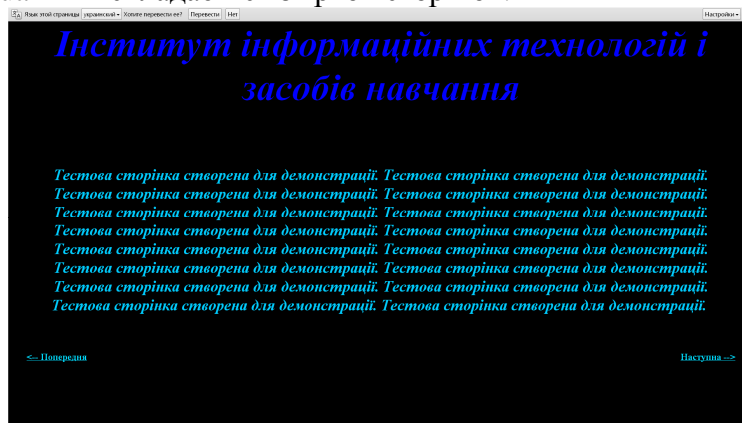 Язык этой страницы украинский Хотите перевести ее? Перевести Нет Настройки
Інститут інформаційних технологій і
засобів навчання
Тестова сторінка створена для демонстрації. Тестова сторінка створена для демонстрації.
Тестова сторінка створена для демонстрації. Тестова сторінка створена для демонстрації.
Тестова сторінка створена для демонстрації. Тестова сторінка створена для демонстрації.
Тестова сторінка створена для демонстрації. Тестова сторінка створена для демонстрації.
Тестова сторінка створена для демонстрації. Тестова сторінка створена для демонстрації.
Тестова сторінка створена для демонстрації. Тестова сторінка створена для демонстрації.
Тестова сторінка створена для демонстрації. Тестова сторінка створена для демонстрації.
Тестова сторінка створена для демонстрації. Тестова сторінка створена для демонстрації.
<-- Попередня Наступна -->